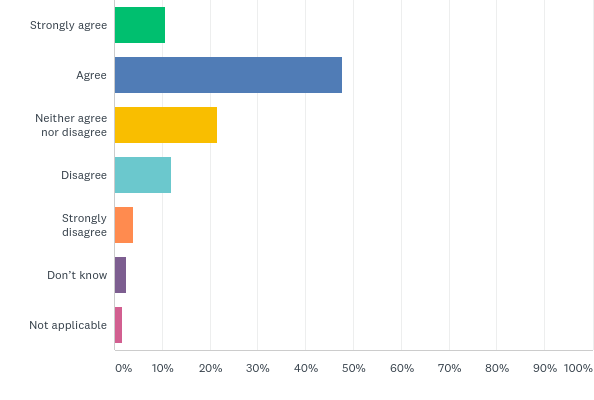 Strongly agree
Agree
Neither agree
nor disagree
Disagree
Strongly
disagree
Don't know
Not applicable
0% 10% 20% 30% 40% 50% 60% 70% 80% 90% 100%